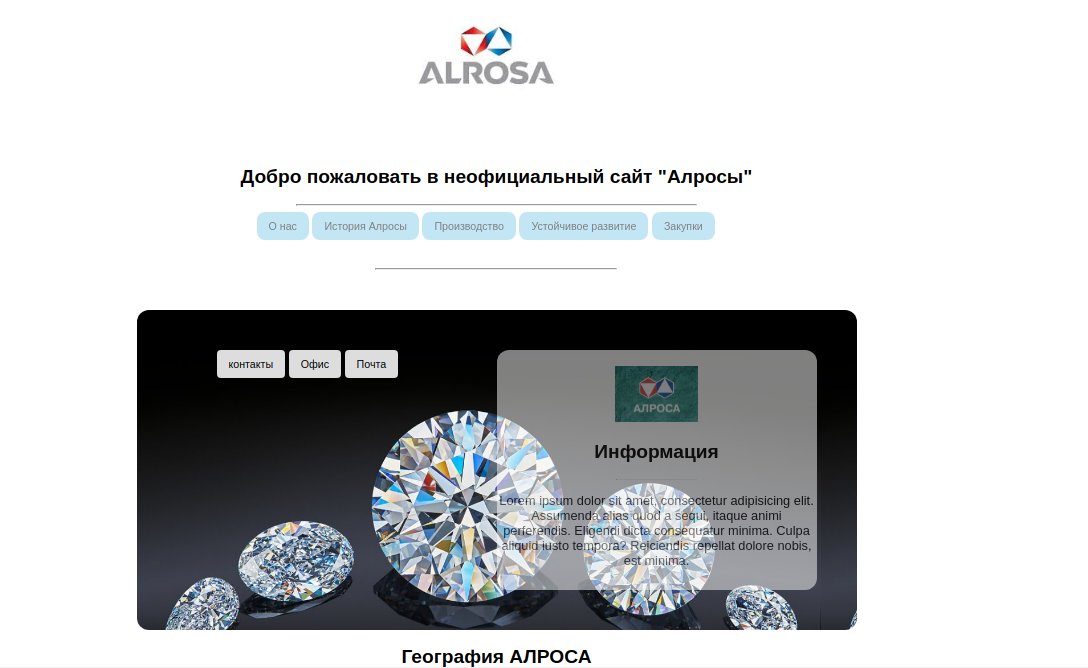 ALROSA
Добро пожаловать в неофициальный сайт "Алросы"
О нас История Алросы Производство Устойчивое развитие Закупки
контакты Офис Почта
АЛРОСА
Информация
Lorem ipsum dolor sit amet, consectetur adipisicing elit.
Assumenda alias quod a sequi, itaque animi
perferendis. Eligendi dicta consequatur minima. Culpa
aliquid iusto tempora? Reiciendis repellat dolore nobis,
est minima.
География АЛРОСА